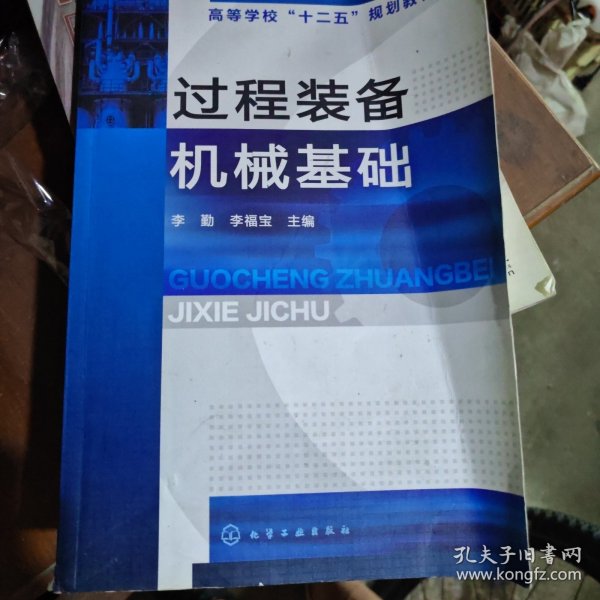 高等学校“十二五”规划教
过程装备
机械基础
李 勤 李福宝 主编
GUOCHENG ZHUANGBEI
JIXIE JICHU
化学工业出版社
孔夫子旧书网
www.kongfz.com